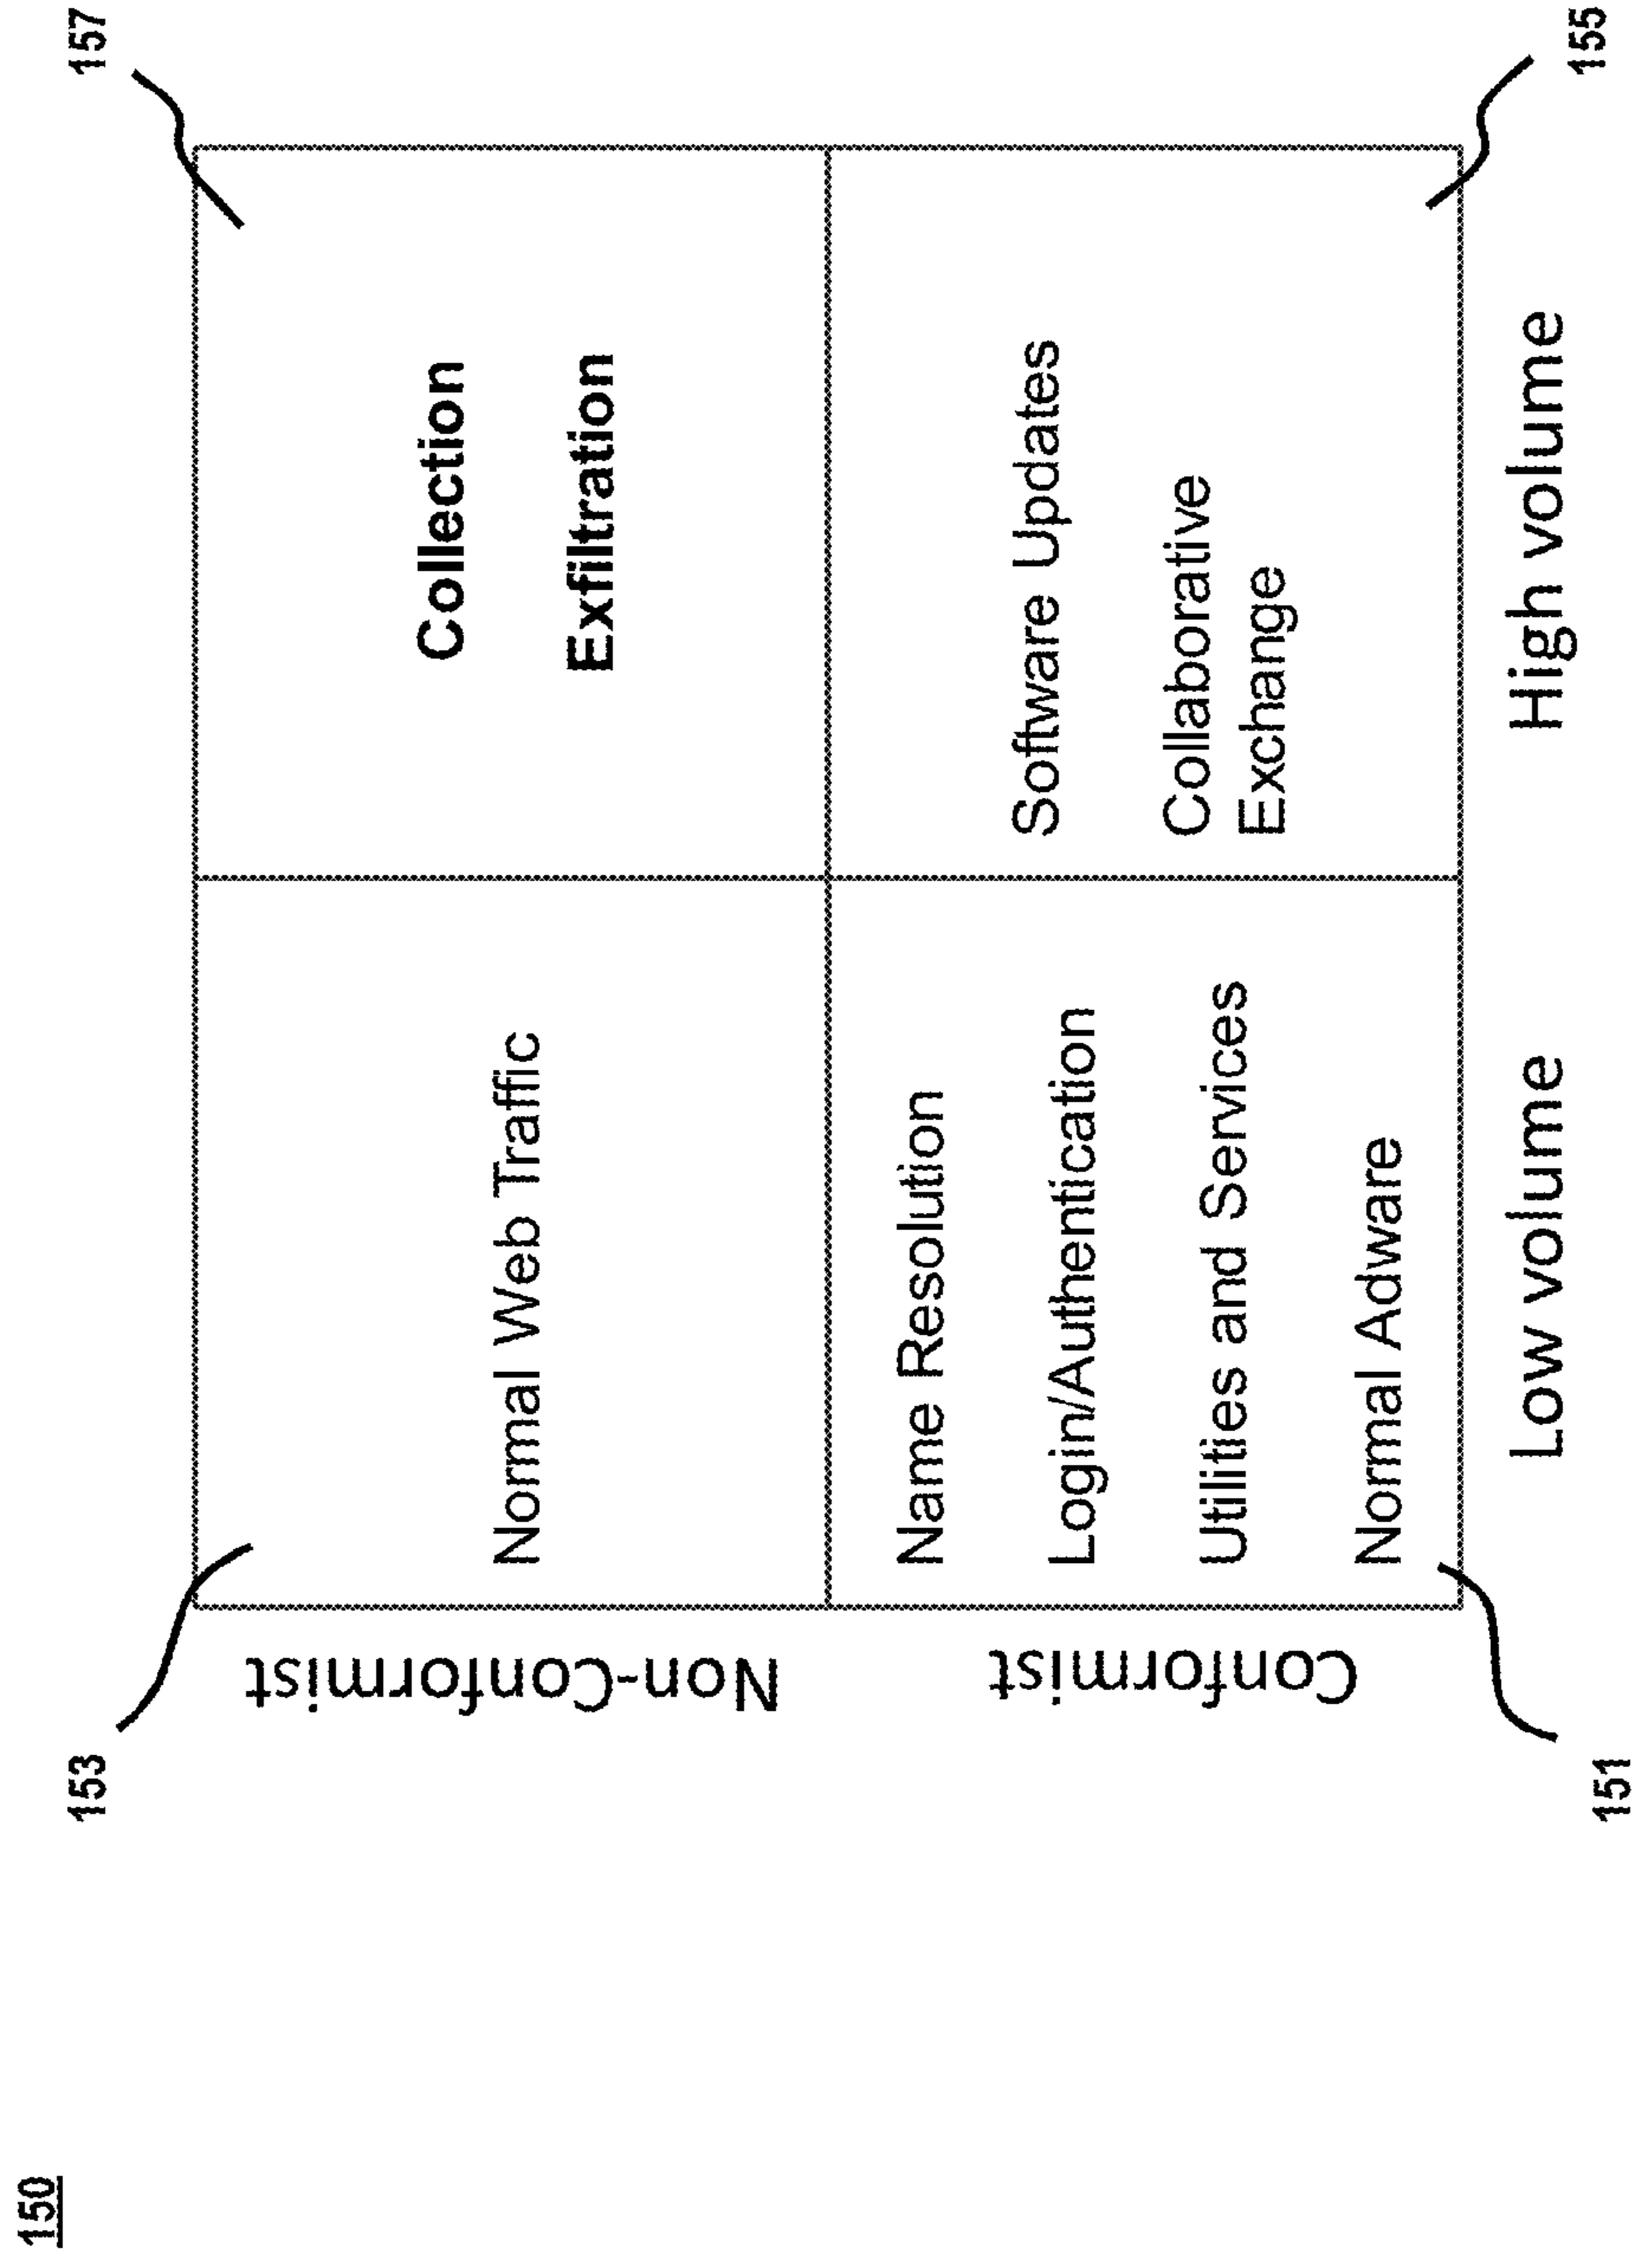 150
153
157
Non-Conformist
Normal Web Traffic
Collection
Exfiltration
Conformist
Name Resolution
Login/Authentication
Utilities and Services
Normal Adware
Software Updates
Collaborative
Exchange
Low volume
High volume
151
155